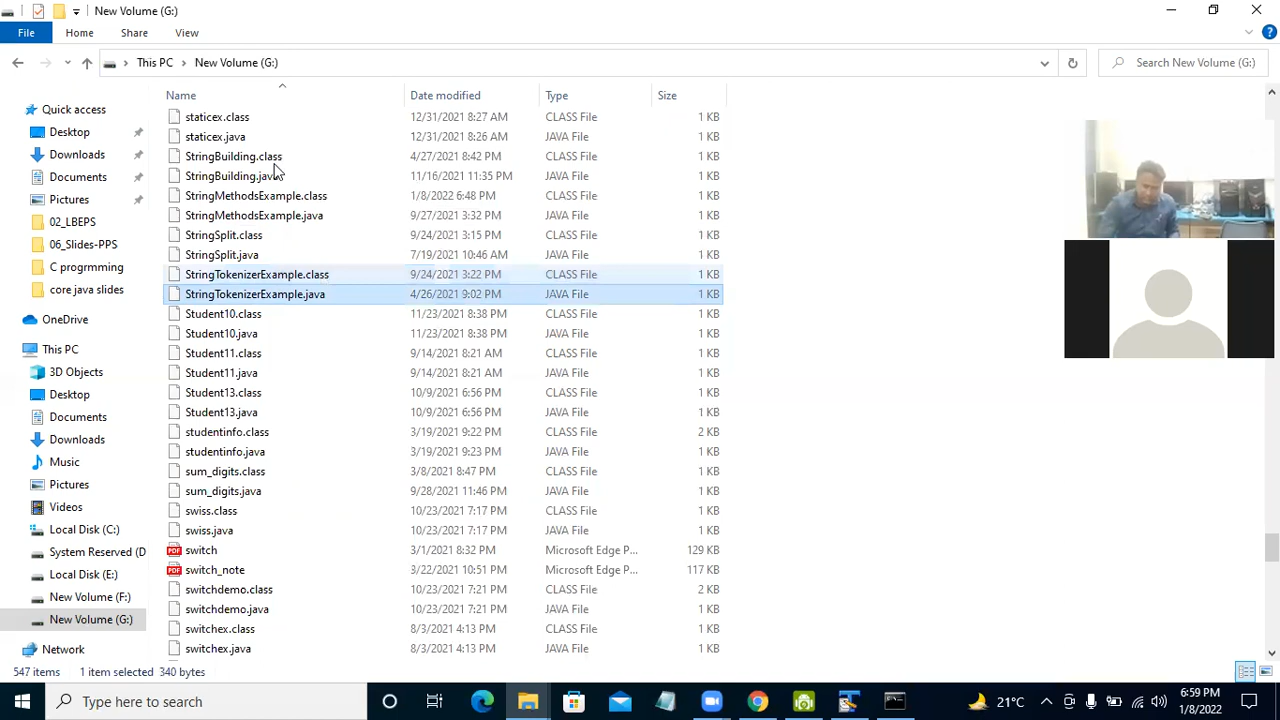 New Volume (G:)
File Home Share View
This PC New Volume (G:) Search New Volume (G:)
Name Date modified Type Size
Quick access
Desktop
Downloads
Documents
Pictures
02_LBEPS
06_Slides-PPS
C progrmming
core java slides
OneDrive
This PC
3D Objects
Desktop
Documents
Downloads
Music
Pictures
Videos
Local Disk (C:)
System Reserved (D
Local Disk (E:)
New Volume (F:)
New Volume (G:)
Network
staticex.class 12/31/2021 8:27 AM CLASS File 1 KB
staticex.java 12/31/2021 8:26 AM JAVA File 1 KB
StringBuilding.class 4/27/2021 8:42 PM CLASS File 1 KB
StringBuilding.java 11/16/2021 11:35 PM JAVA File 1 KB
StringMethodsExample.class 1/8/2022 6:48 PM CLASS File 1 KB
StringMethodsExample.java 9/27/2021 3:32 PM JAVA File 1 KB
StringSplit.class 9/24/2021 3:15 PM CLASS File 1 KB
StringSplit.java 7/19/2021 10:46 AM JAVA File 1 KB
StringTokenizerExample.class 9/24/2021 3:22 PM CLASS File 1 KB
StringTokenizerExample.java 4/26/2021 9:02 PM JAVA File 1 KB
Student10.class 11/23/2021 8:38 PM CLASS File 1 KB
Student10.java 11/23/2021 8:38 PM JAVA File 1 KB
Student11.class 9/14/2021 8:21 AM CLASS File 1 KB
Student11.java 9/14/2021 8:21 AM JAVA File 1 KB
Student13.class 10/9/2021 6:56 PM CLASS File 1 KB
Student13.java 10/9/2021 6:56 PM JAVA File 1 KB
studentinfo.class 3/19/2021 9:22 PM CLASS File 2 KB
studentinfo.java 3/19/2021 9:23 PM JAVA File 1 KB
sum_digits.class 3/8/2021 8:47 PM CLASS File 1 KB
sum_digits.java 9/28/2021 11:46 PM JAVA File 1 KB
swiss.class 10/23/2021 7:17 PM CLASS File 1 KB
swiss.java 10/23/2021 7:17 PM JAVA File 1 KB
switch 3/1/2021 8:32 PM Microsoft Edge P... 129 KB
switch_note 3/22/2021 10:51 PM Microsoft Edge P... 117 KB
switchdemo.class 10/23/2021 7:21 PM CLASS File 2 KB
switchdemo.java 10/23/2021 7:21 PM JAVA File 1 KB
switchex.class 8/3/2021 4:13 PM CLASS File 1 KB
switchex.java 8/3/2021 4:13 PM JAVA File 1 KB
547 items 1 item selected 340 bytes
Type here to search 21°C 6:59 PM
1/8/2022